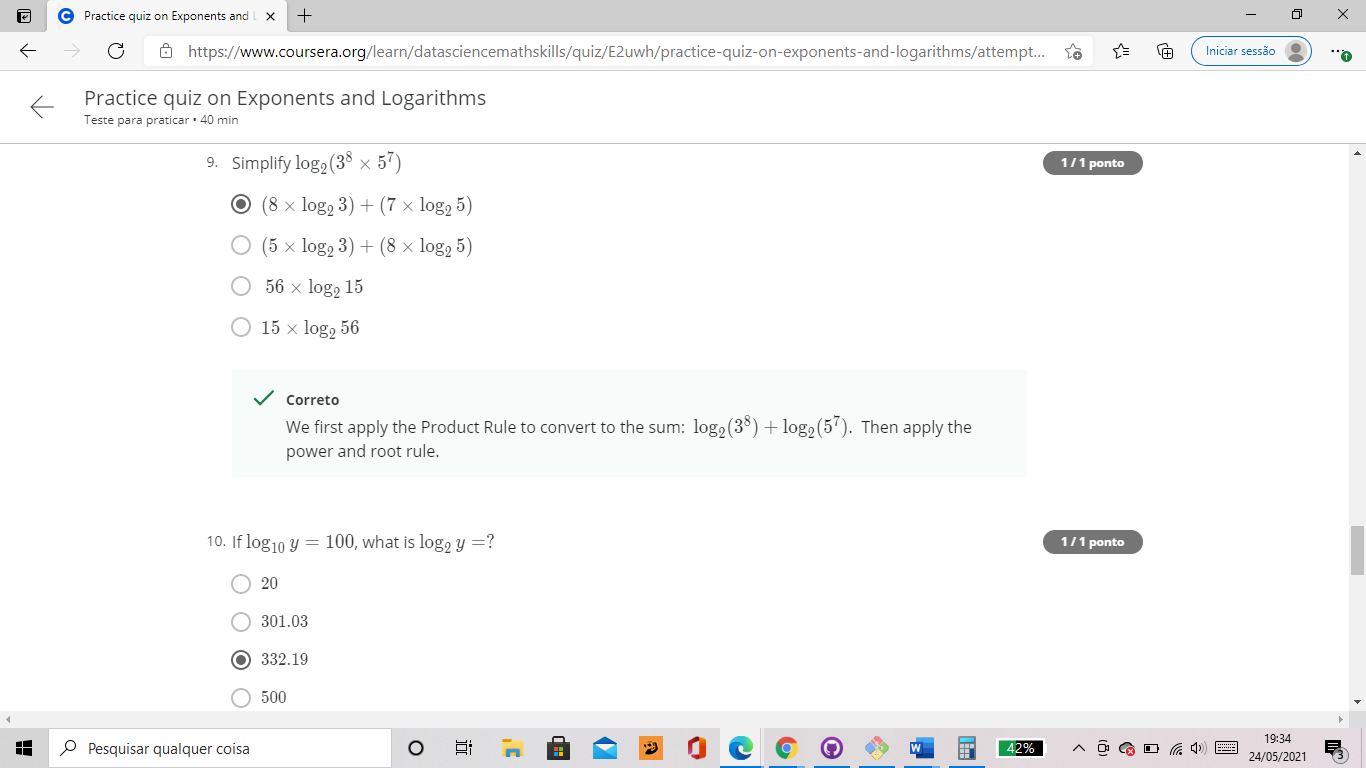 Practice quiz on Exponents and L
https://www.coursera.org/learn/datasciencemathskills/quiz/E2uwh/practice-quiz-on-exponents-and-logarithms/attempt...
Iniciar sessão
Practice quiz on Exponents and Logarithms
Teste para praticar • 40 min
9. Simplify log₂(3⁸ × 5⁷)
1 / 1 ponto
(8 × log₂ 3) + (7 × log₂ 5)
(5 × log₂ 3) + (8 × log₂ 5)
56 × log₂ 15
15 × log₂ 56
Correto
We first apply the Product Rule to convert to the sum: log₂(3⁸) + log₂(5⁷). Then apply the
power and root rule.
10. If log₁₀ y = 100, what is log₂ y =?
1 / 1 ponto
20
301.03
332.19
500
Pesquisar qualquer coisa
42%
19:34
24/05/2021
3